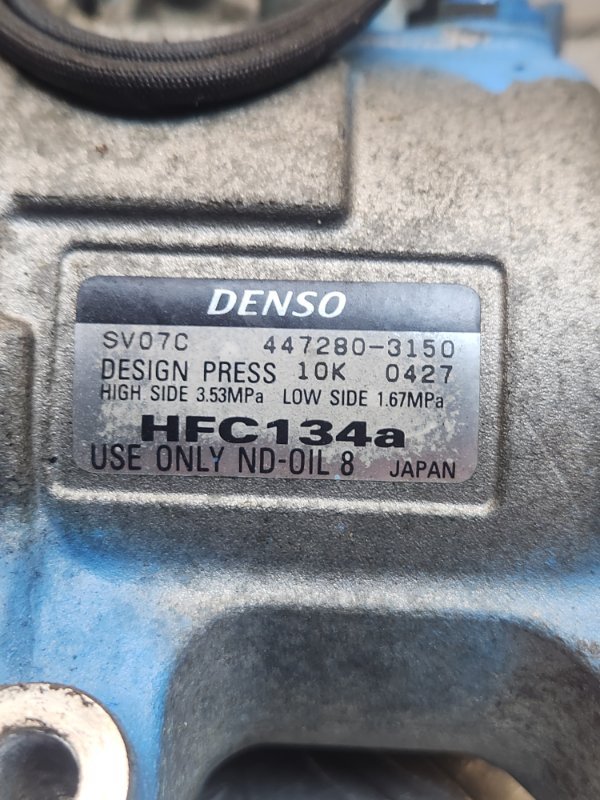 DENSO
SV07C 447280-3150
DESIGN PRESS 10K 0427
HIGH SIDE 3.53MPa LOW SIDE 1.67MPa
HFC134a
USE ONLY ND-OIL 8 JAPAN